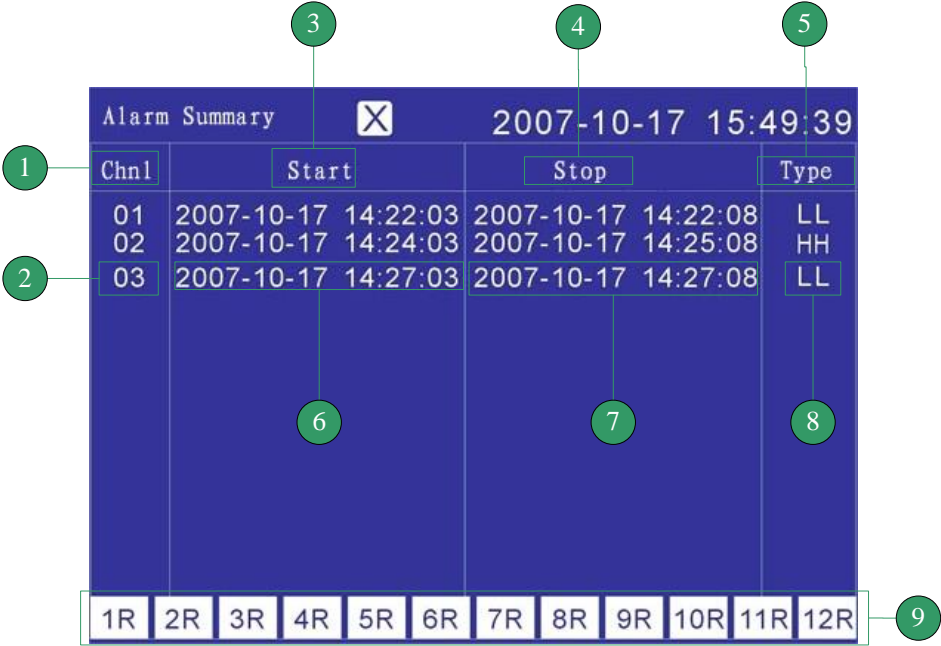 3 4 5
Alarm Summary X 2007-10-17 15:49:39
1 Chnl Start Stop Type
01 2007-10-17 14:22:03 2007-10-17 14:22:08 LL
02 2007-10-17 14:24:03 2007-10-17 14:25:08 HH
2 03 2007-10-17 14:27:03 2007-10-17 14:27:08 LL
6 7 8
1R 2R 3R 4R 5R 6R 7R 8R 9R 10R 11R 12R 9